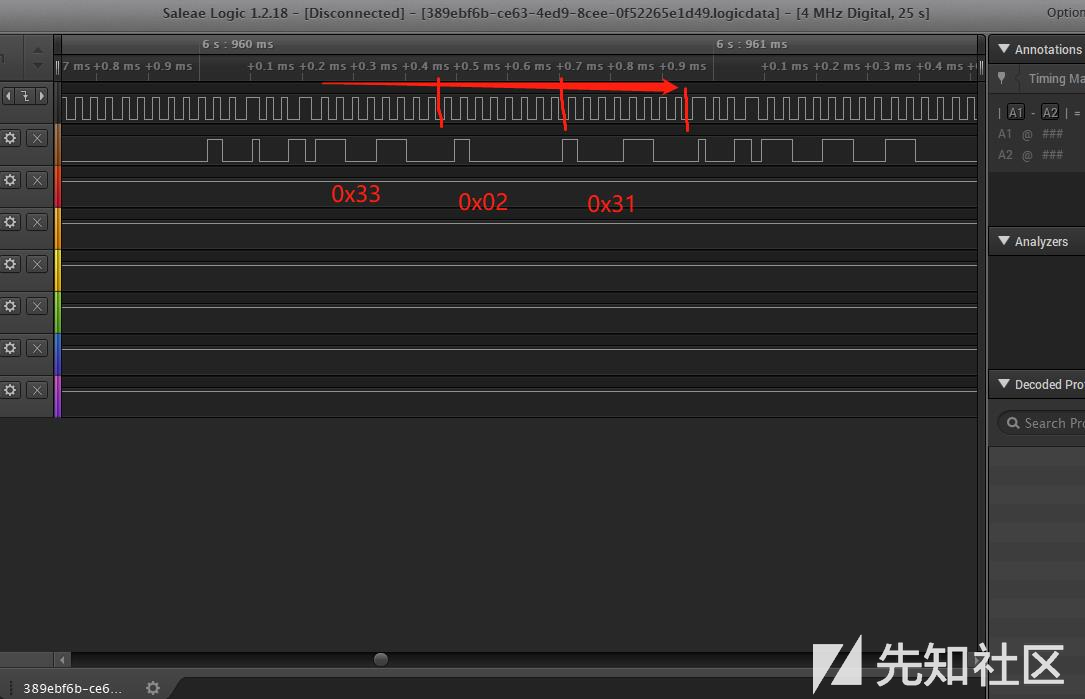 Saleae Logic 1.2.18 - [Disconnected] - [389ebf6b-ce63-4ed9-8cee-0f52265e1d49.logicdata] - [4 MHz Digital, 25 s]
Option
6 s : 960 ms
6 s : 961 ms
7 ms +0.8 ms +0.9 ms
+0.1 ms +0.2 ms +0.3 ms +0.4 ms +0.5 ms +0.6 ms +0.7 ms +0.8 ms +0.9 ms
+0.1 ms +0.2 ms +0.3 ms +0.4 ms
Annotations
Timing Ma
| A1 - A2 | =
A1 @ ###
A2 @ ###
0x33
0x02
0x31
Analyzers
Decoded Pro
Search Pro
389ebf6b-ce6...
先知社区